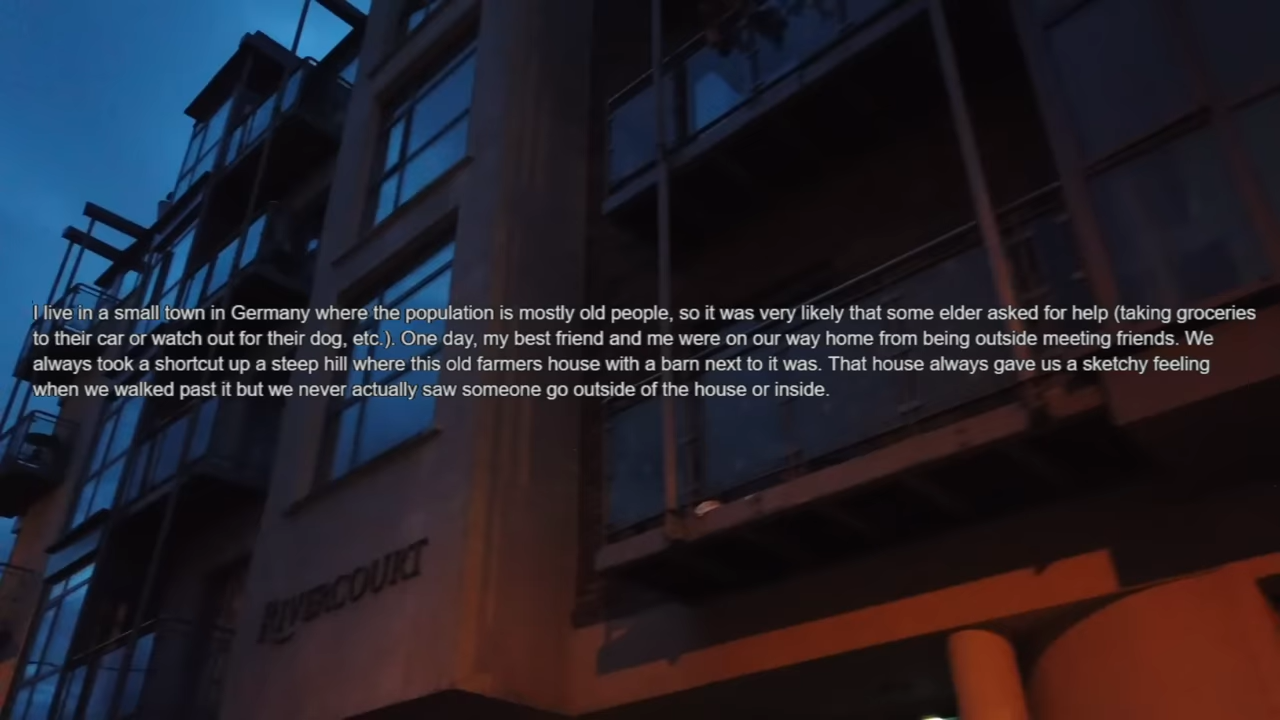 I live in a small town in Germany where the population is mostly old people, so it was very likely that some elder asked for help (taking groceries
to their car or watch out for their dog, etc.). One day, my best friend and me were on our way home from being outside meeting friends. We
always took a shortcut up a steep hill where this old farmers house with a barn next to it was. That house always gave us a sketchy feeling
when we walked past it but we never actually saw someone go outside of the house or inside.
RIVERCOURT